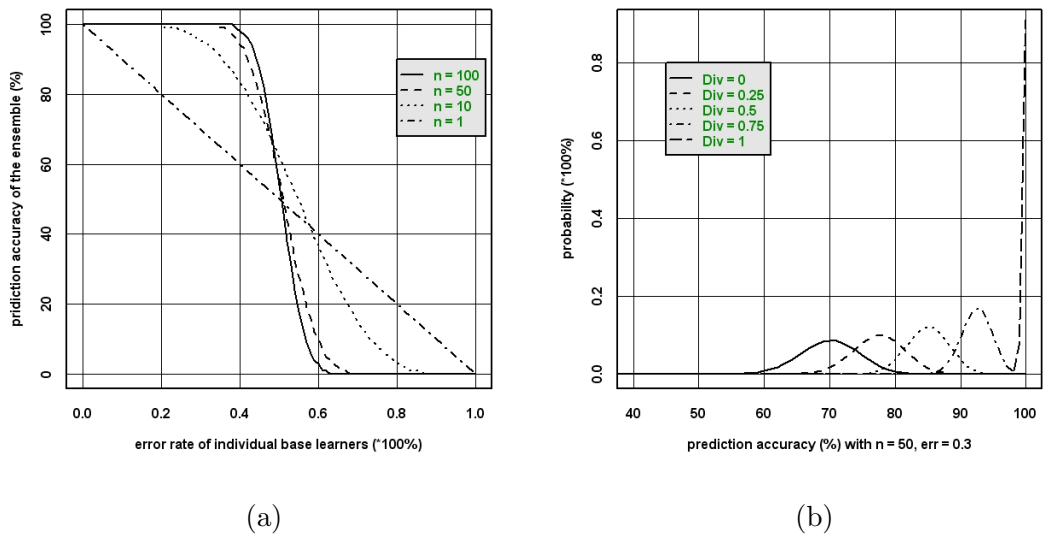 pridiction accuracy of the ensemble (%)
100
80
60
40
20
0
n = 100
n = 50
n = 10
n = 1
0.0 0.2 0.4 0.6 0.8 1.0
error rate of individual base learners (*100%)
(a)
probability (*100%)
0.8
0.6
0.4
0.2
0.0
Div = 0
Div = 0.25
Div = 0.5
Div = 0.75
Div = 1
40 50 60 70 80 90 100
prediction accuracy (%) with n = 50, err = 0.3
(b)